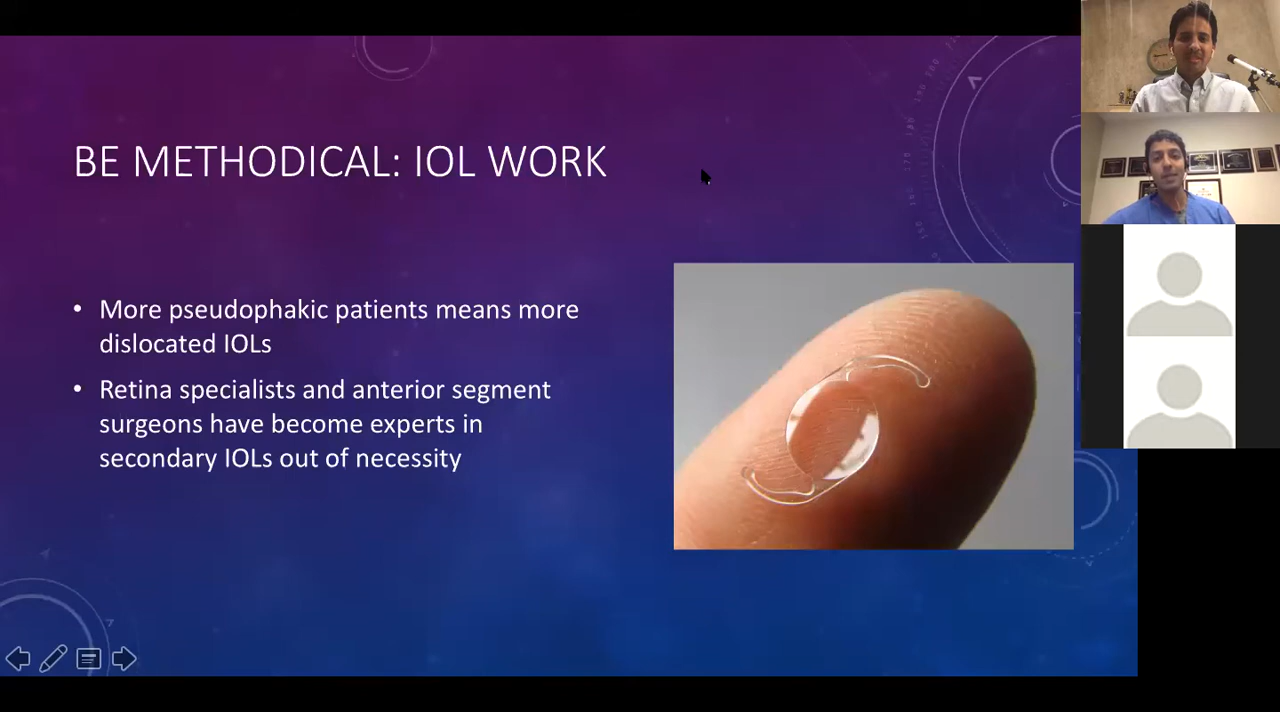 BE METHODICAL: IOL WORK
• More pseudophakic patients means more
dislocated IOLs
• Retina specialists and anterior segment
surgeons have become experts in
secondary IOLs out of necessity